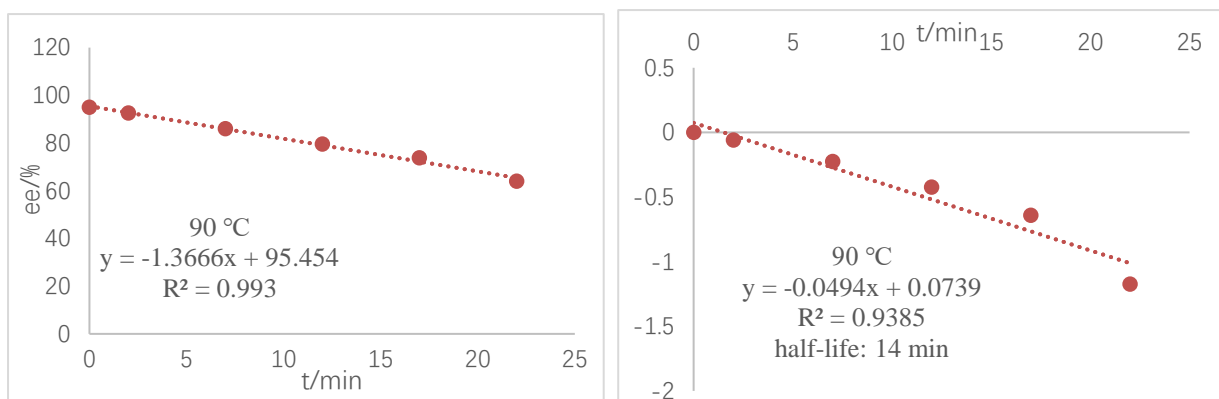 120
100
80
60
40
20
0
ee/%
90 °C
y = -1.3666x + 95.454
R² = 0.993
0 5 10 15 20 25
t/min
0 5 10 15 20 25
t/min
0.5
0
-0.5
-1
-1.5
-2
90 °C
y = -0.0494x + 0.0739
R² = 0.9385
half-life: 14 min